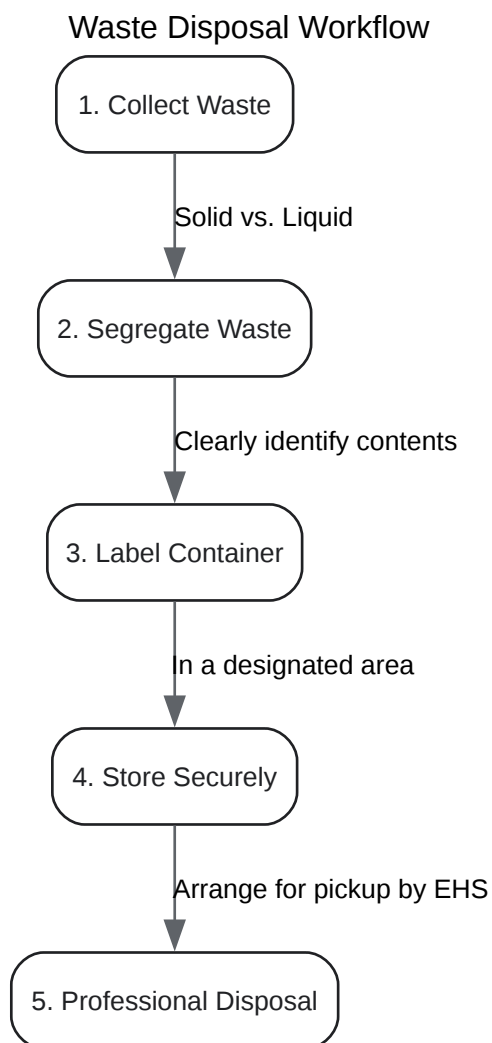 Waste Disposal Workflow
1. Collect Waste
Solid vs. Liquid
2. Segregate Waste
Clearly identify contents
3. Label Container
In a designated area
4. Store Securely
Arrange for pickup by EHS
5. Professional Disposal